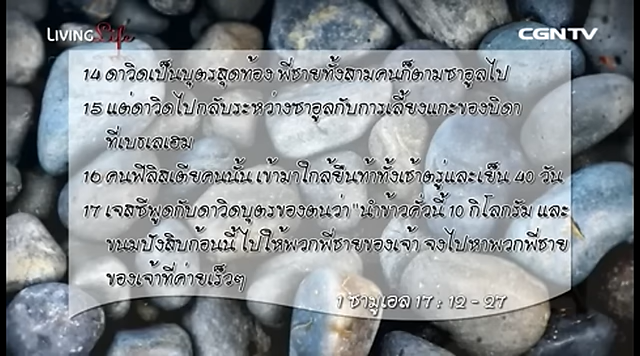 LIVING Life
CGNTV
14 ดาวิดเป็นบุตรสุดท้อง พี่ชายทั้งสามคนก็ตามซาอูลไป
15 แต่ดาวิดไปกลับระหว่างซาอูลกับการเลี้ยงแกะของบิดา
ที่เบธเลเฮม
16 คนฟีลิสเตียคนนั้น เข้ามาใกล้ยืนท้าทั้งเช้าตรู่และเย็น 40 วัน
17 เจสซีพูดกับดาวิดบุตรของตนว่า "นำข้าวคั่วนี้ 10 กิโลกรัม และ
ขนมปังสิบก้อนนี้ ไปให้พวกพี่ชายของเจ้า จงไปหาพวกพี่ชาย
ของเจ้าที่ค่ายเร็วๆ
1 ซามูเอล 17 : 12 - 27